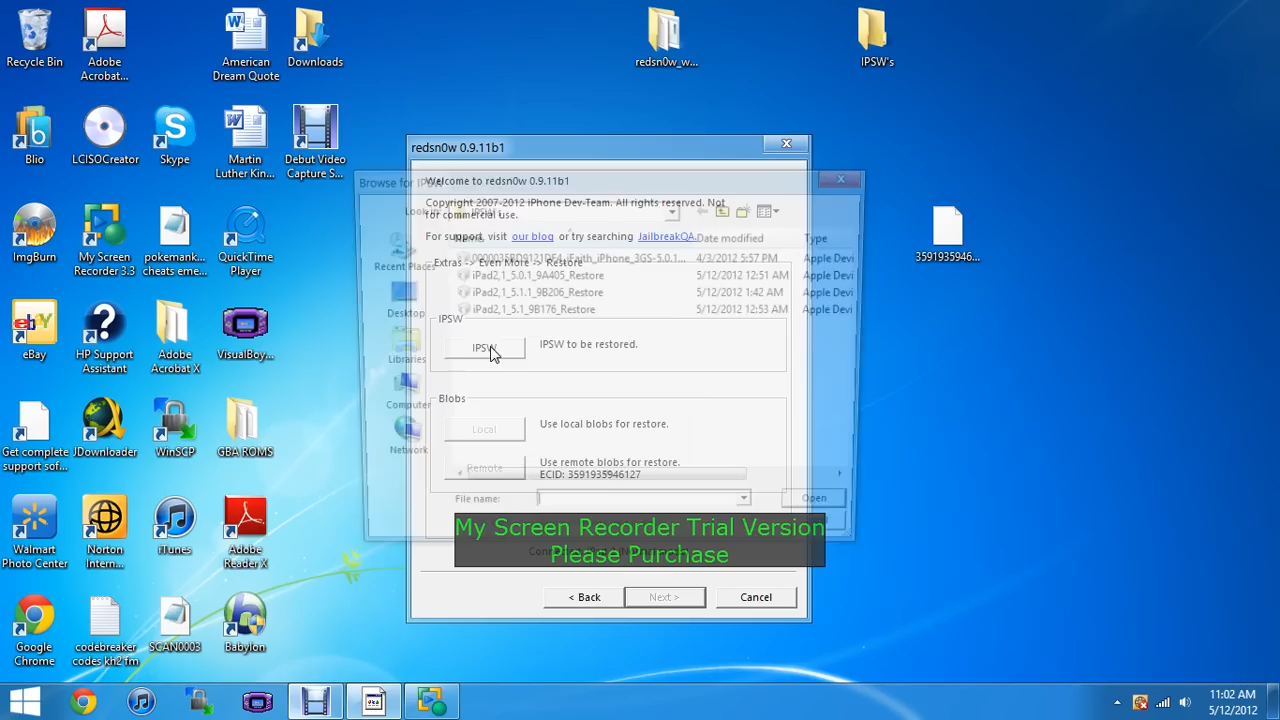 Recycle Bin
Adobe
Acrobat...
American
Dream Quote
Downloads
redsn0w_w...
IPSW's
Blio
LCISOCreator
Skype
Martin
Luther Kin...
Debut Video
Capture S...
ImgBurn
My Screen
Recorder 3.3
pokemank...
cheats eme...
QuickTime
Player
3591935946...
eBay
HP Support
Assistant
Adobe
Acrobat X
VisualBoy...
Get complete
support sof...
JDownloader
WinSCP
GBA ROMS
Walmart
Photo Center
Norton
Intern...
iTunes
Adobe
Reader X
Google
Chrome
codebreaker
codes kh2 fm
SCAN0003
Babylon
redsn0w 0.9.11b1
Browse for IPSW
Welcome to redsn0w 0.9.11b1
Copyright 2007-2012 iPhone Dev-Team. All rights reserved. Not
for commercial use.
For support, visit our blog or try searching JailbreakQA.
Date modified
Type
Extras -> Even More -> Restore
4/3/2012 5:57 PM
Apple Devi
iPad2,1_5.0.1_9A405_Restore
5/12/2012 12:51 AM
Apple Devi
iPad2,1_5.1.1_9B206_Restore
5/12/2012 1:42 AM
Apple Devi
iPad2,1_5.1_9B176_Restore
5/12/2012 12:53 AM
Apple Devi
Recent Places
Desktop
Libraries
Computer
Network
IPSW
IPSW
IPSW to be restored.
Blobs
Local
Use local blobs for restore.
Remote
Use remote blobs for restore.
ECID: 3591935946127
File name:
Open
My Screen Recorder Trial Version
Please Purchase
< Back
Next >
Cancel
11:02 AM
5/12/2012